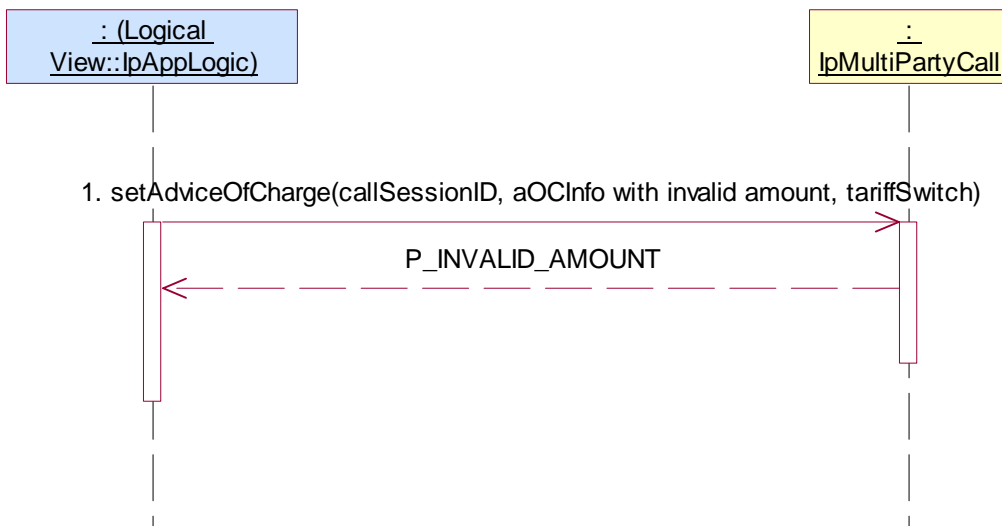 : (Logical
View::IpAppLogic)
:
IpMultiPartyCall
1. setAdviceOfCharge(callSessionID, aOCInfo with invalid amount, tariffSwitch)
P_INVALID_AMOUNT